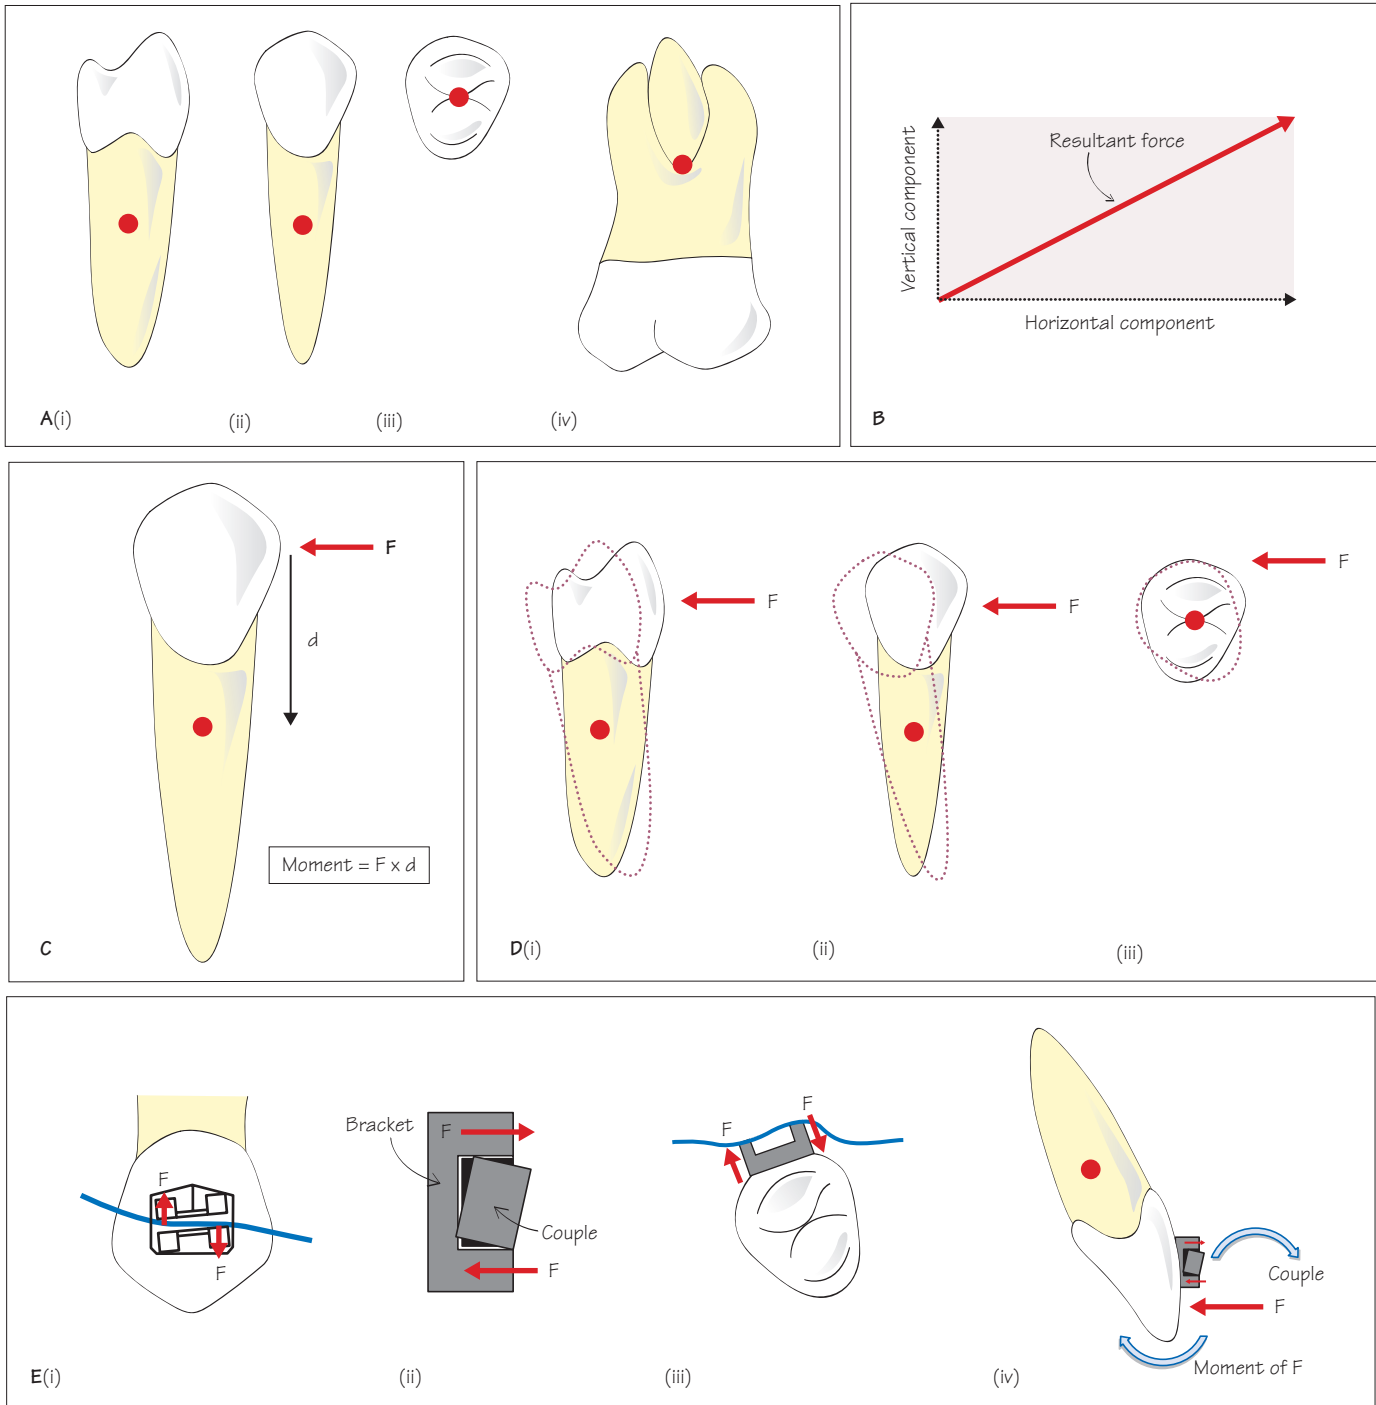 A(i)
(ii)
(iii)
(iv)
Vertical component
Resultant force
Horizontal component
B
F
d
Moment = F x d
C
F
F
F
D(i)
(ii)
(iii)
F
F
Bracket
F
Couple
F
F
F
Couple
F
Moment of F
E(i)
(ii)
(iii)
(iv)